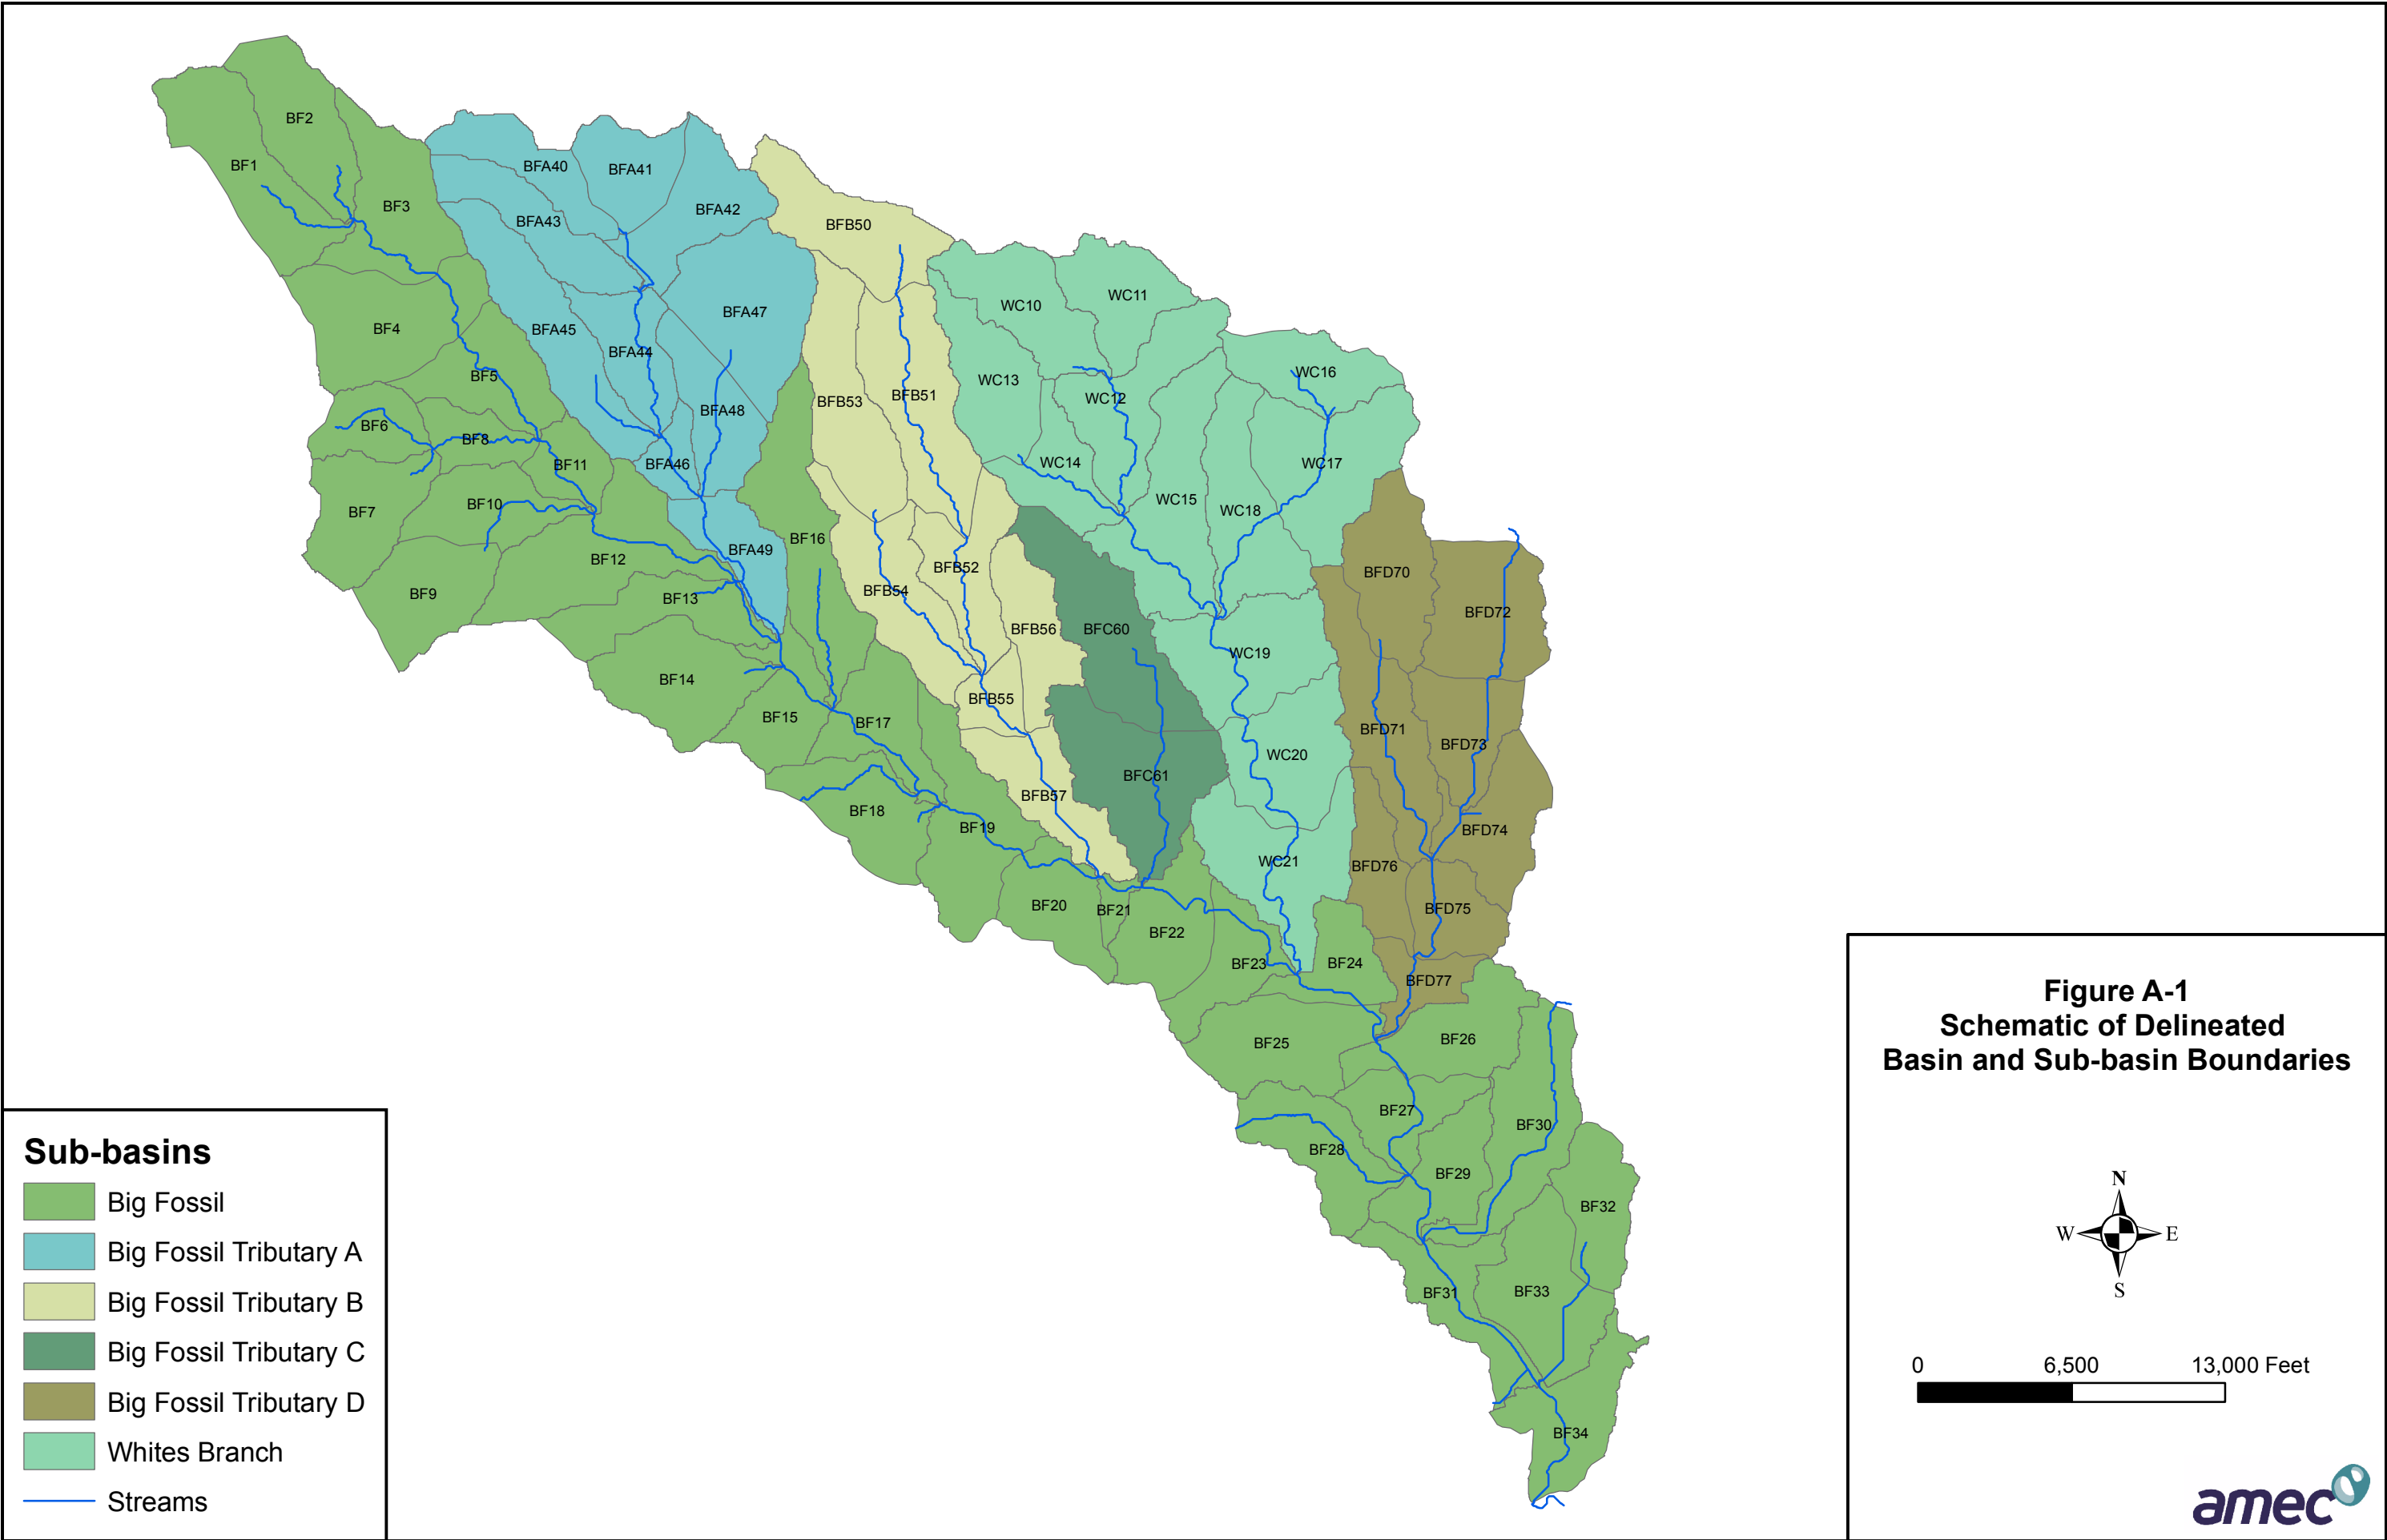 BF2
BF1
BF3
BFA40
BFA41
BFA42
BFA43
BFB50
BF4
BFA45
BFA44
BFA47
WC10
WC11
BF5
BFA48
BFB53
BFB51
WC13
WC12
WC16
BF6
BF8
BF11
BFA46
WC14
WC17
BF7
BF10
WC15
WC18
BF16
BFA49
BF12
BF9
BF13
BFB54
BFB52
BFB56
BFC60
BFD70
BFD72
WC19
BF14
BF15
BF17
BFB55
WC20
BFD71
BFD73
BFC61
BFB57
BF18
BF19
BFD74
WC21
BFD76
BF20
BF21
BF22
BFD75
BF23
BF24
BFD77
BF25
BF26
BF27
BF28
BF29
BF30
BF32
BF31
BF33
BF34
Figure A-1
Schematic of Delineated
Basin and Sub-basin Boundaries
N
W E
S
0 6,500 13,000 Feet
amec
Sub-basins
Big Fossil
Big Fossil Tributary A
Big Fossil Tributary B
Big Fossil Tributary C
Big Fossil Tributary D
Whites Branch
Streams